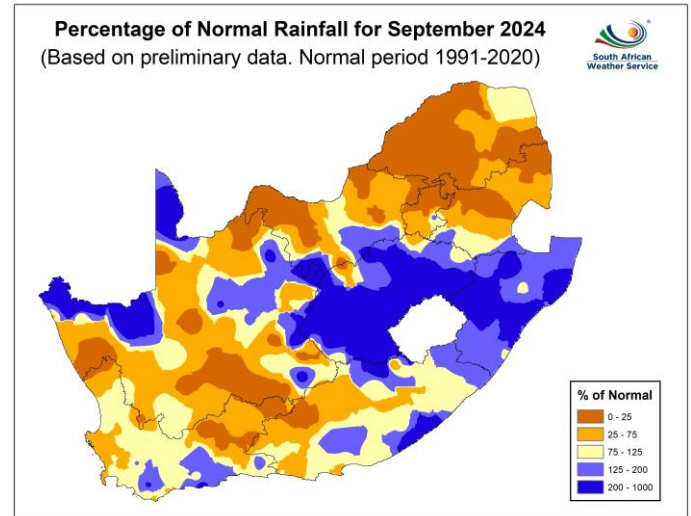 Percentage of Normal Rainfall for September 2024
(Based on preliminary data. Normal period 1991-2020)
South African
Weather Service
% of Normal
0 - 25
25 - 75
75 - 125
125 - 200
200 - 1000